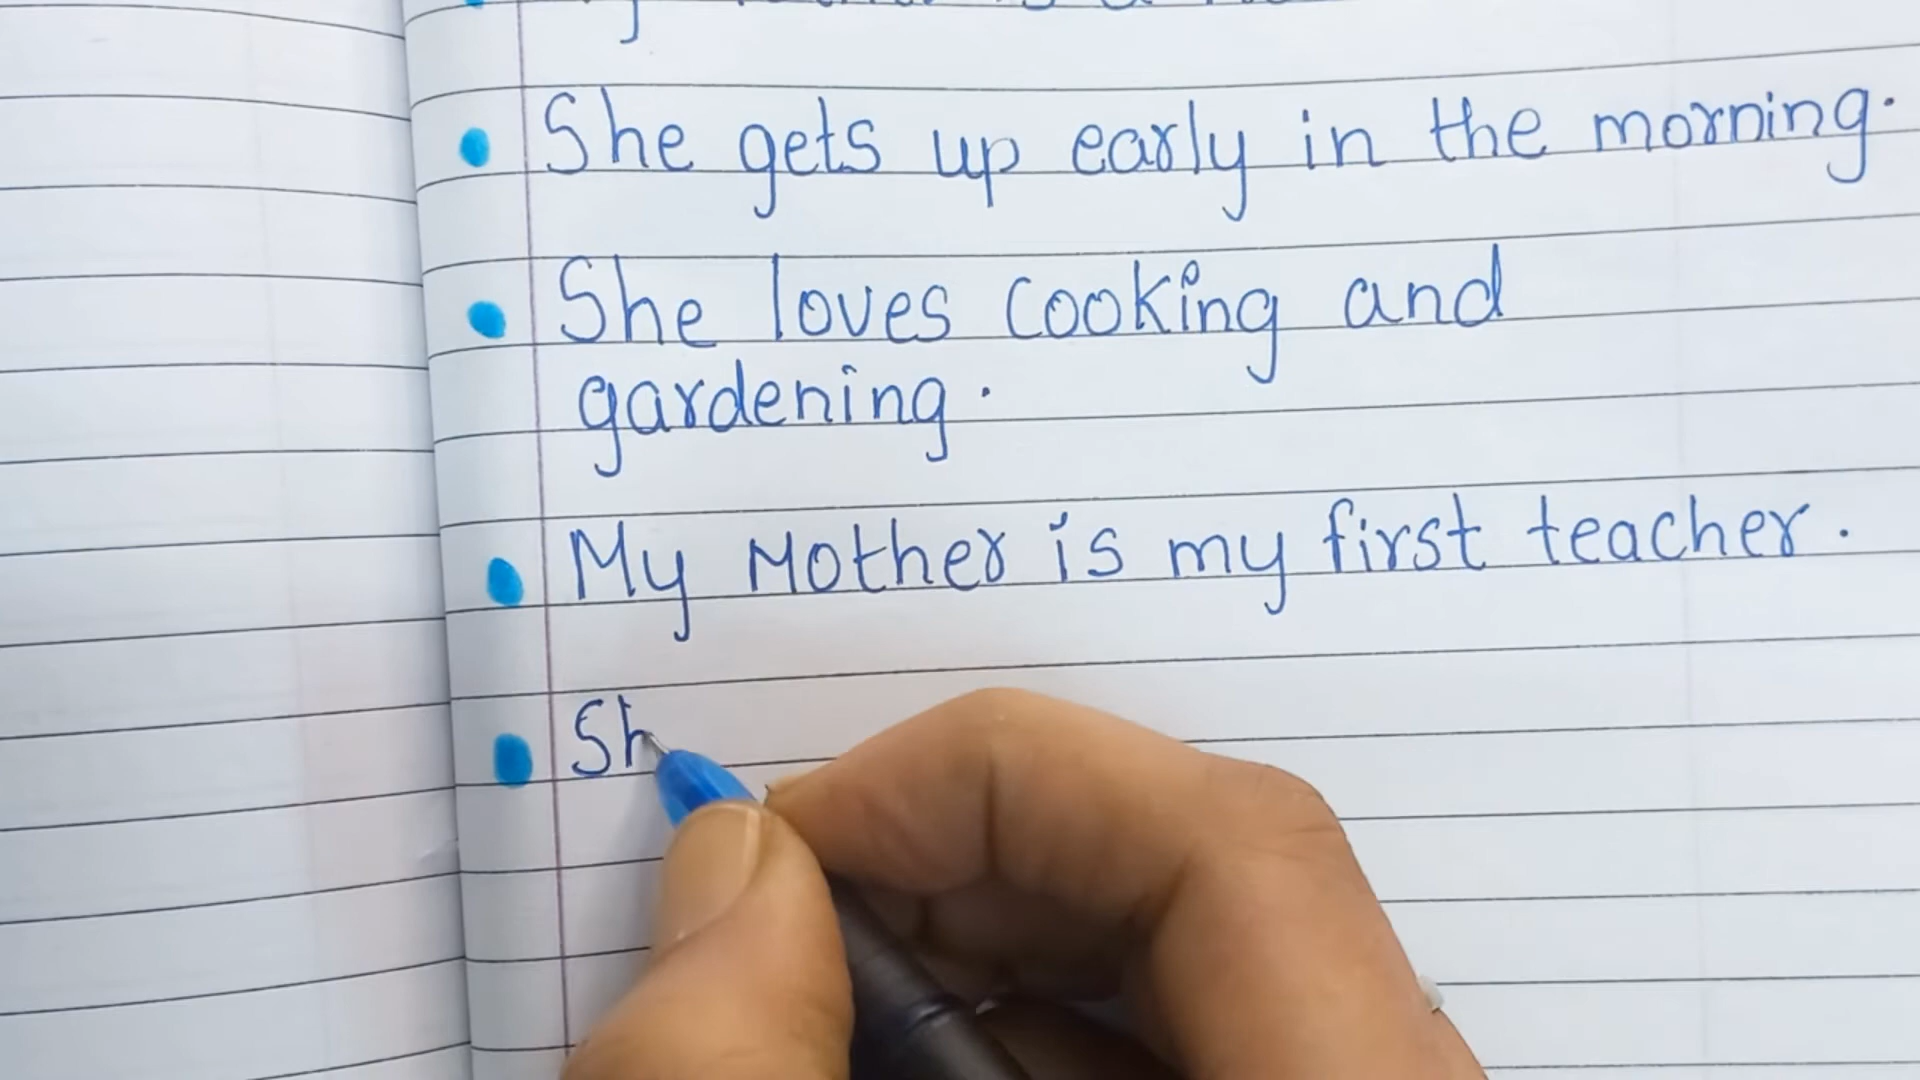 She gets up early in the morning.
She loves cooking and
gardening.
My Mother is my first teacher.
Sh